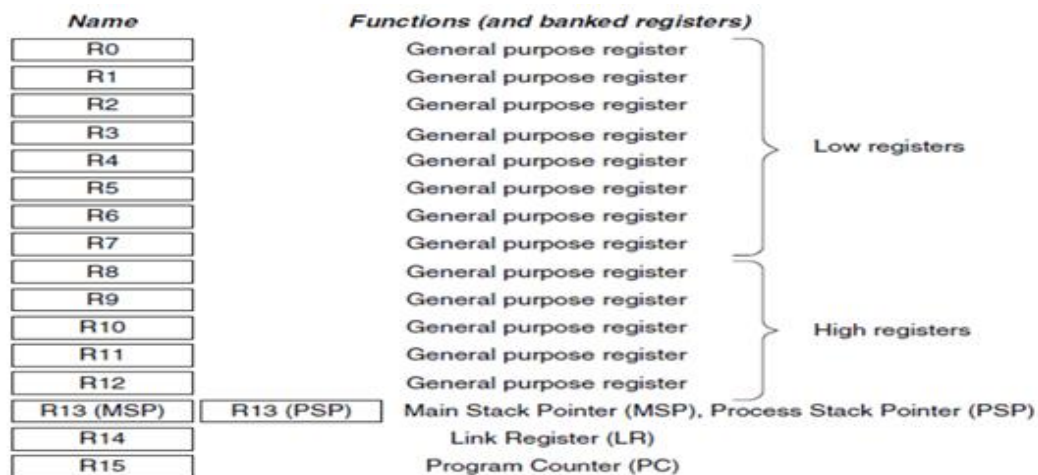 Name Functions (and banked registers)
R0 General purpose register
R1 General purpose register
R2 General purpose register
R3 General purpose register
R4 General purpose register
R5 General purpose register
R6 General purpose register
R7 General purpose register
Low registers
R8 General purpose register
R9 General purpose register
R10 General purpose register
R11 General purpose register
R12 General purpose register
High registers
R13 (MSP) R13 (PSP) Main Stack Pointer (MSP), Process Stack Pointer (PSP)
R14 Link Register (LR)
R15 Program Counter (PC)